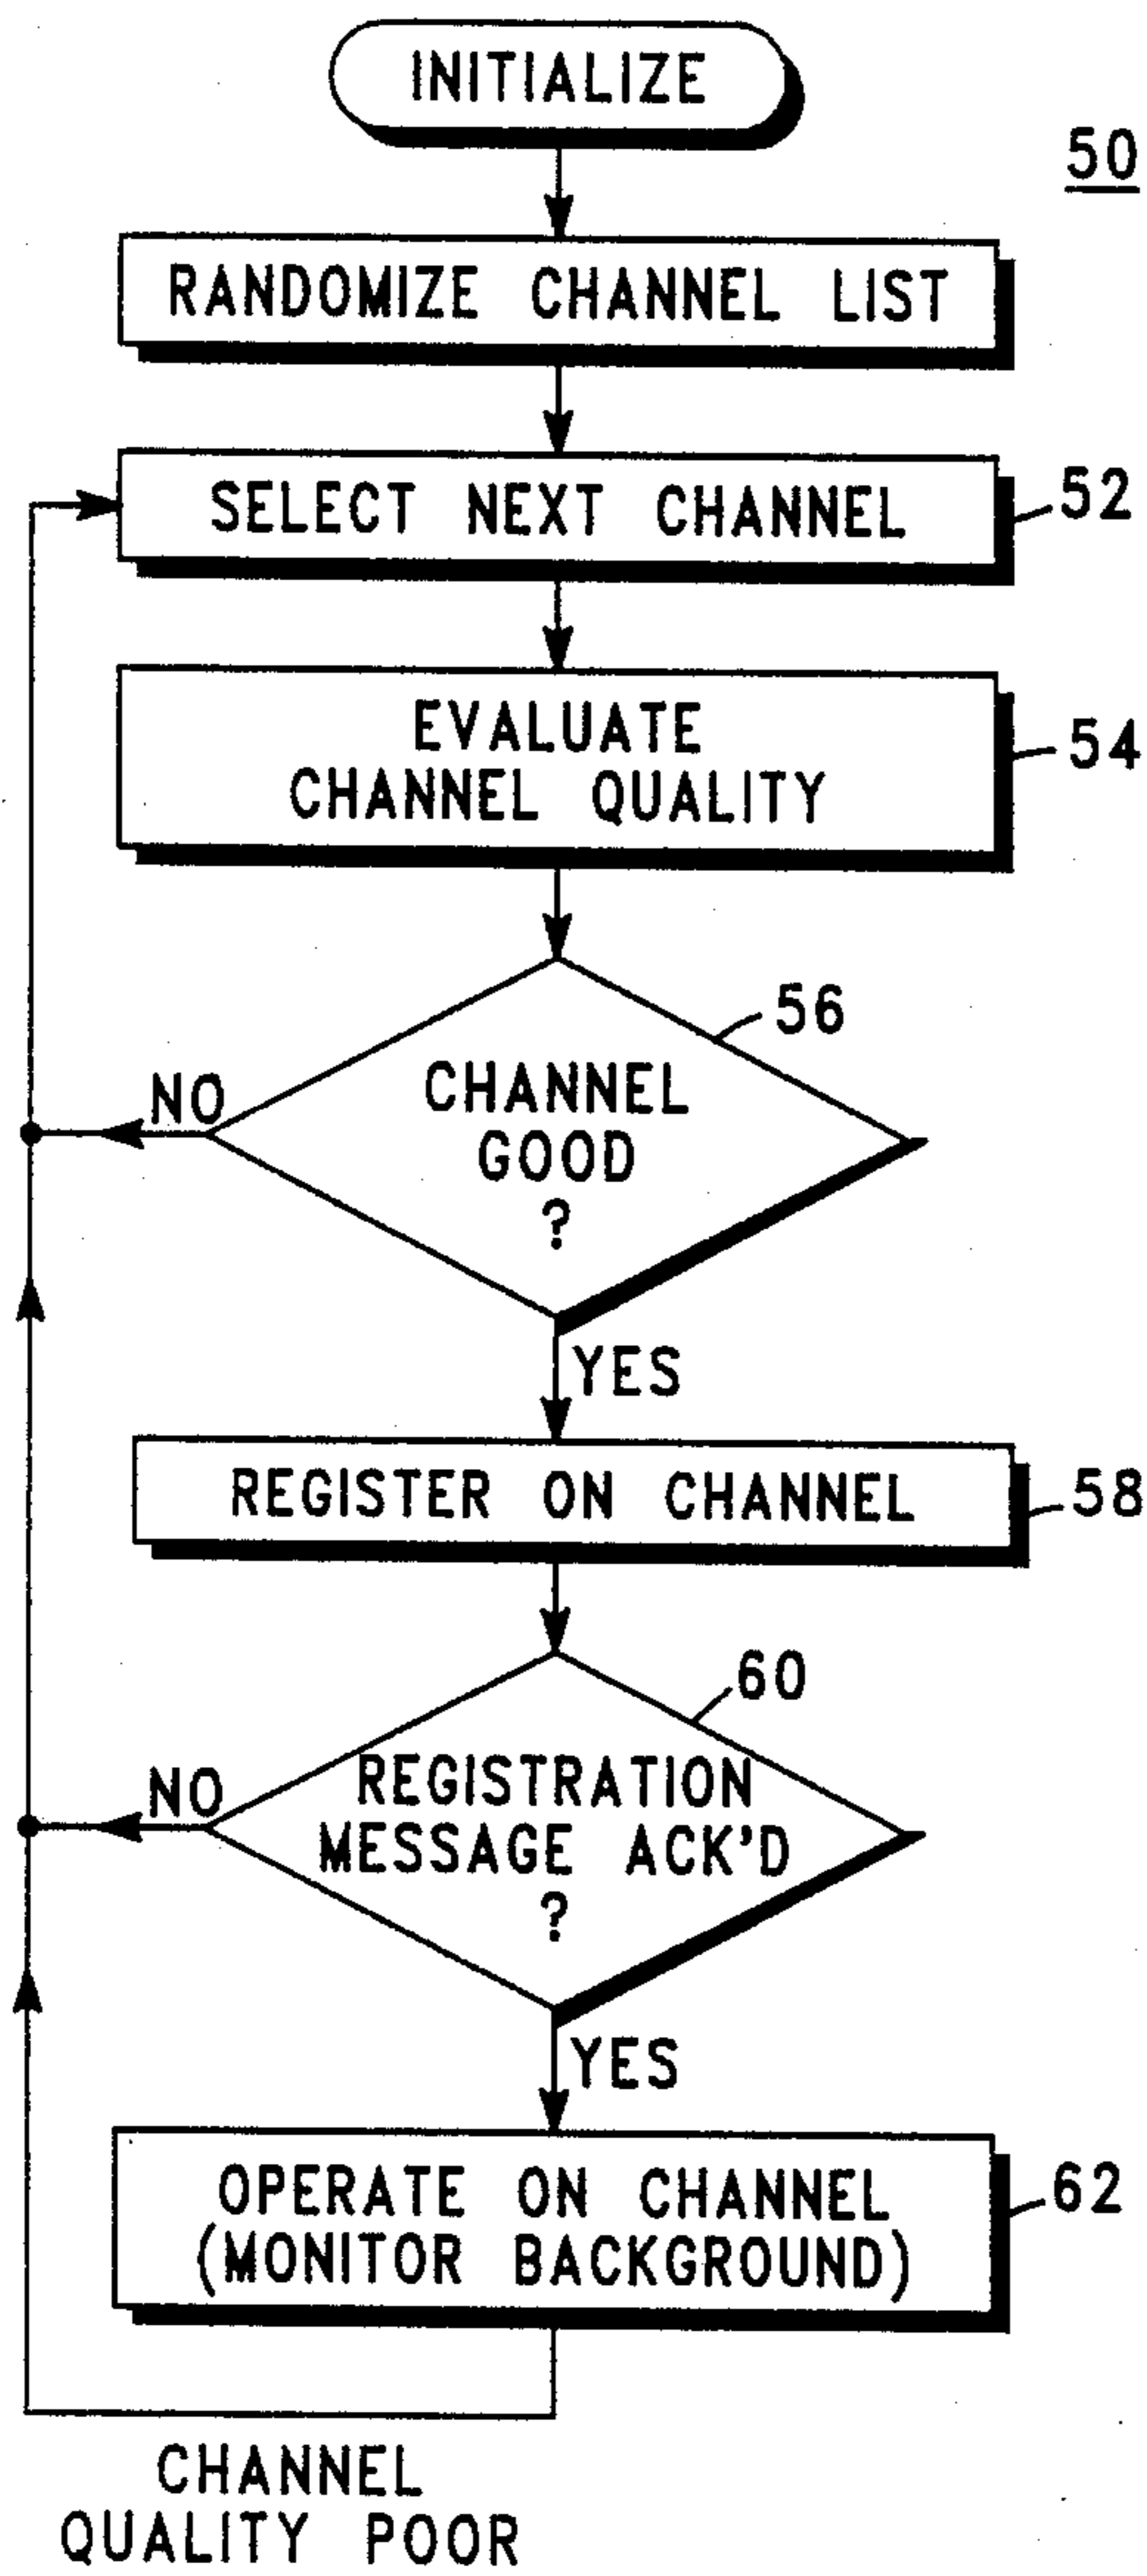 INITIALIZE
50
RANDOMIZE CHANNEL LIST
SELECT NEXT CHANNEL
52
EVALUATE
CHANNEL QUALITY
54
56
CHANNEL
GOOD
?
NO
YES
REGISTER ON CHANNEL
58
60
REGISTRATION
MESSAGE ACK'D
?
NO
YES
OPERATE ON CHANNEL
(MONITOR BACKGROUND)
62
CHANNEL
QUALITY POOR